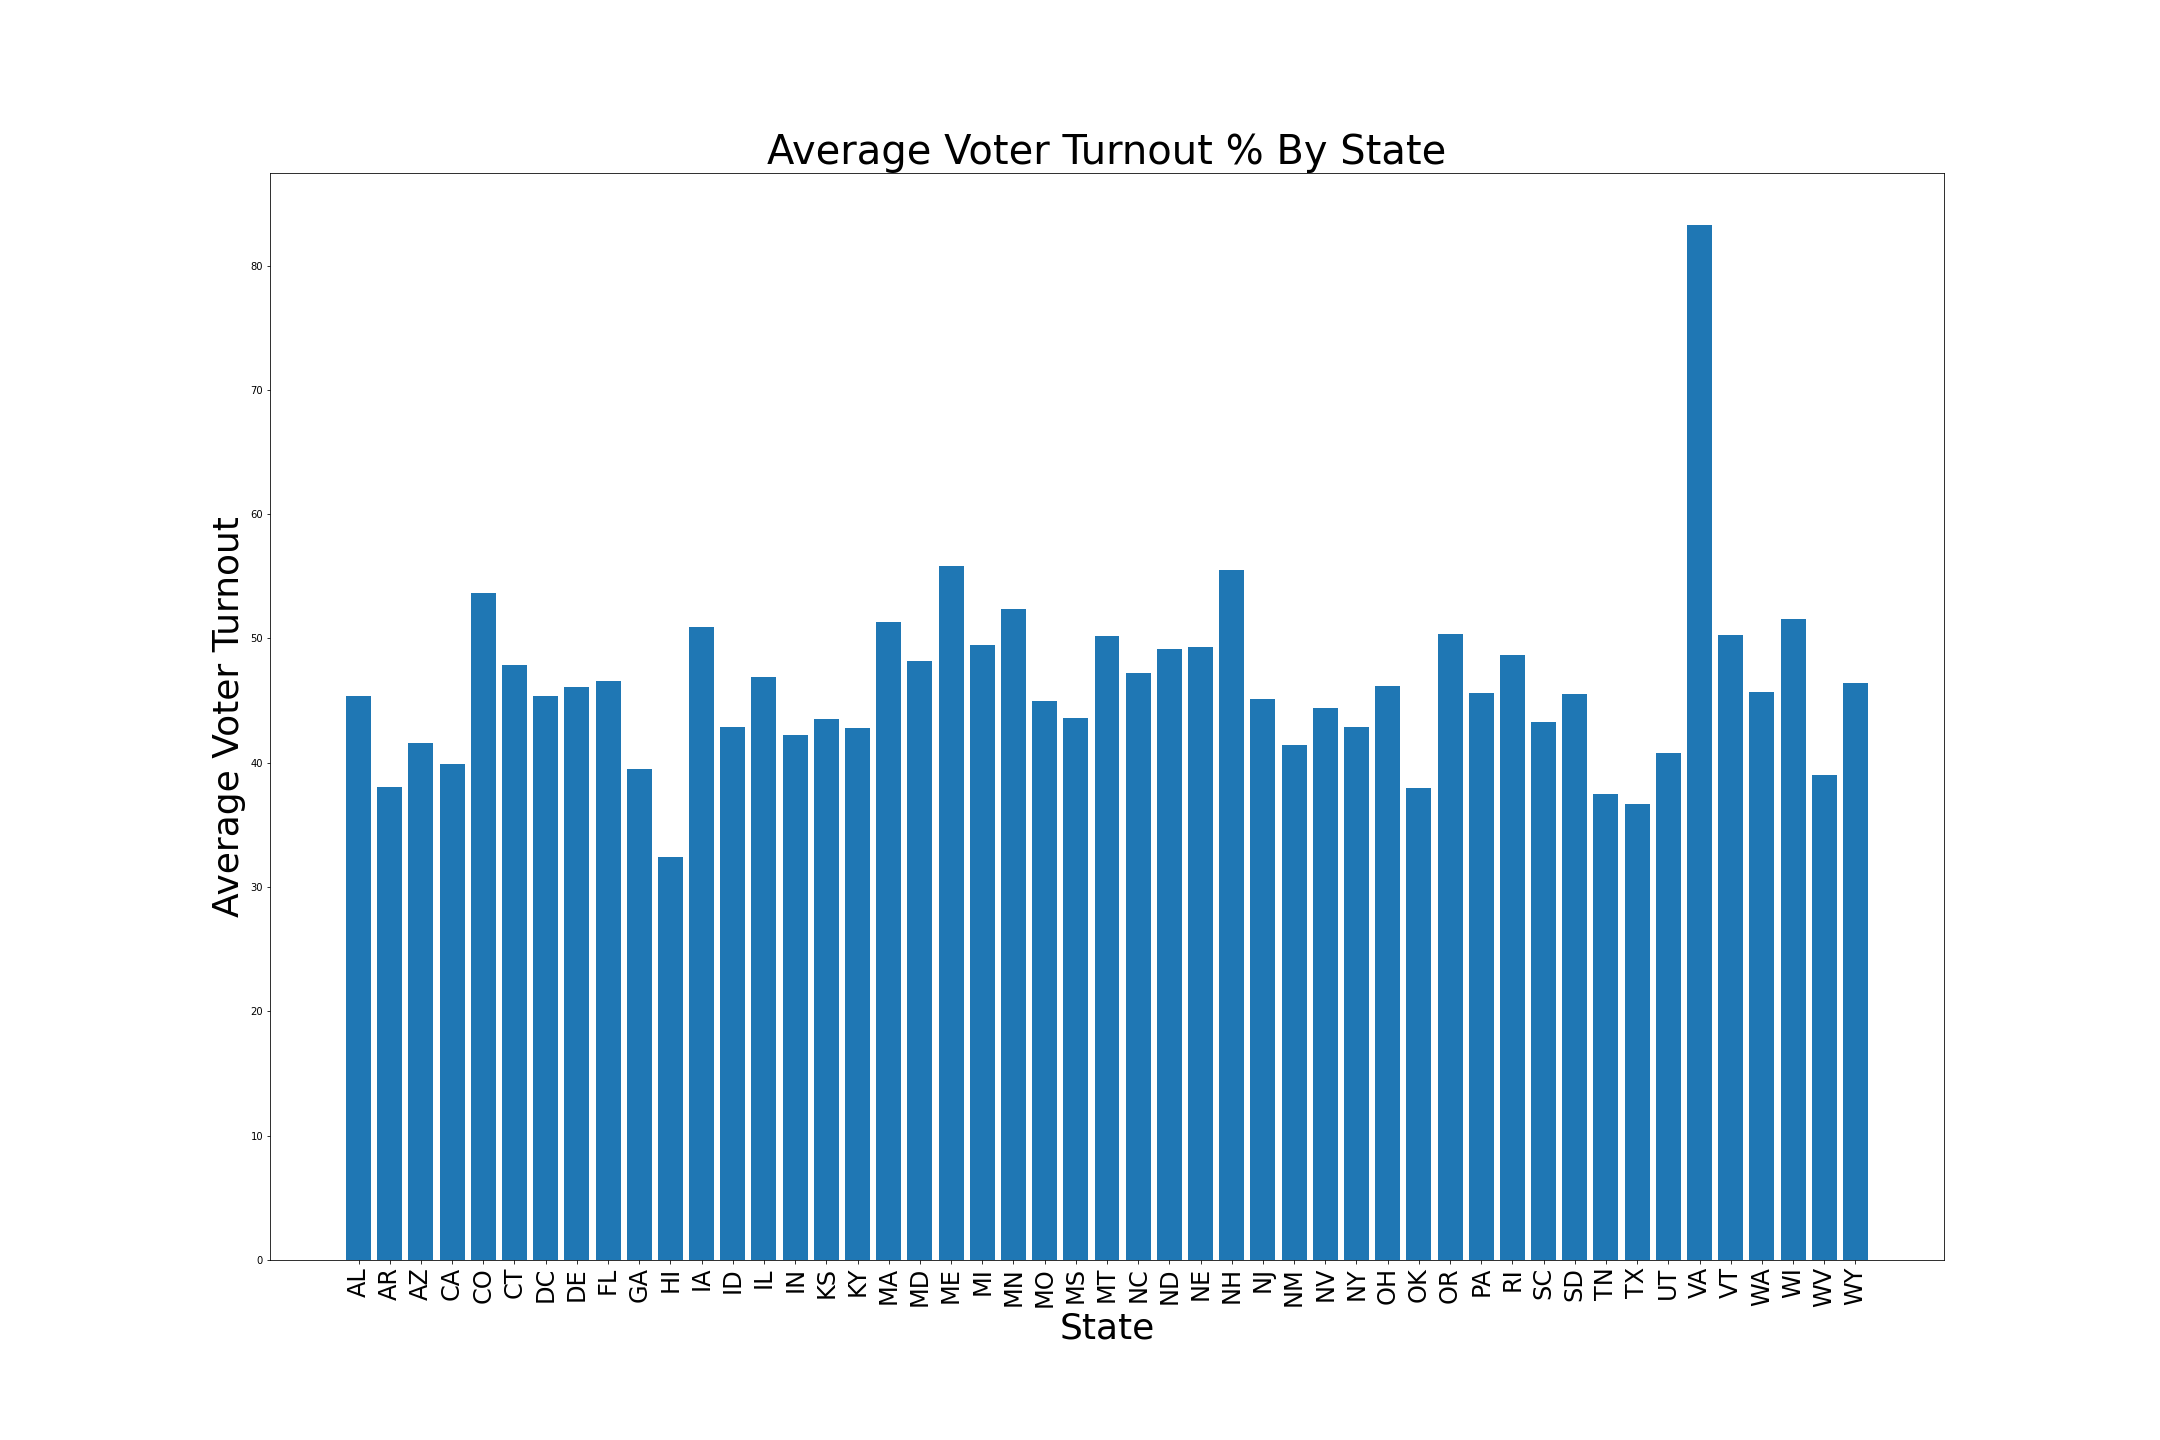 Average Voter Turnout % By State
Average Voter Turnout
80
70
60
50
40
30
20
10
0
AL AR AZ CA CO CT DC DE FL GA HI IA ID IL IN KS KY MA MD ME MI MN MO MS MT NC ND NE NH NJ NM NV NY OH OK OR PA RI SC SD TN TX UT VA VT WA WI WV WY
State